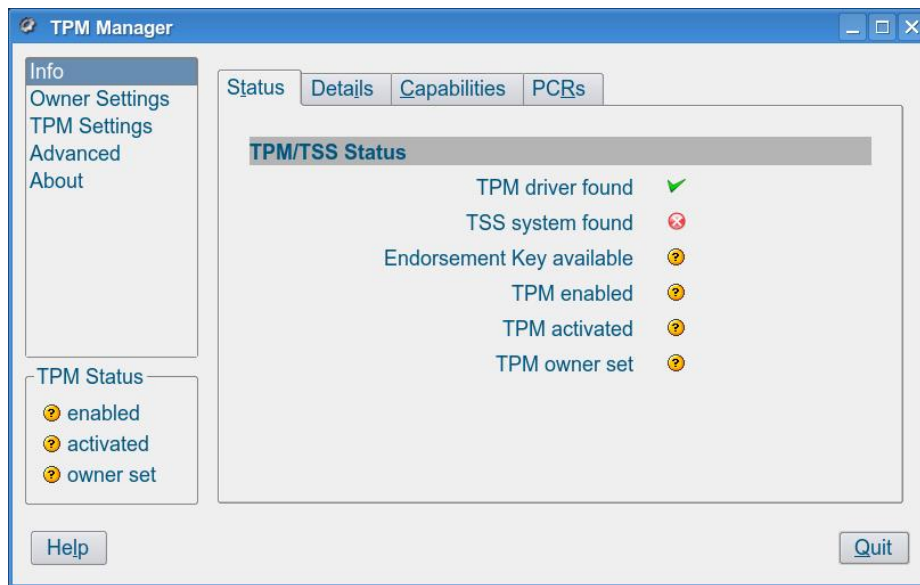 TPM Manager
Info
Owner Settings
TPM Settings
Advanced
About
TPM Status
enabled
activated
owner set
Status Details Capabilities PCRs
TPM/TSS Status
TPM driver found
TSS system found
Endorsement Key available
TPM enabled
TPM activated
TPM owner set
Help
Quit